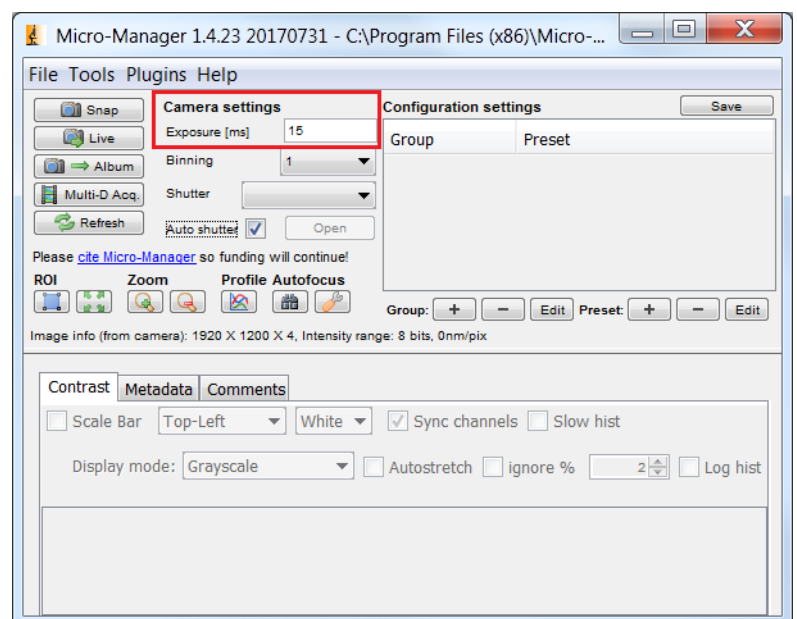 Micro-Manager 1.4.23 20170731 - C:\Program Files (x86)\Micro-...
File Tools Plugins Help
Snap
Camera settings
Configuration settings
Save
Live
Exposure [ms] 15
Group Preset
Album
Binning 1
Multi-D Acq.
Shutter
Refresh
Auto shutter
Open
Please cite Micro-Manager so funding will continue!
ROI Zoom Profile Autofocus
Group: + - Edit Preset: + - Edit
Image info (from camera): 1920 X 1200 X 4, Intensity range: 8 bits, 0nm/pix
Contrast Metadata Comments
Scale Bar Top-Left White Sync channels Slow hist
Display mode: Grayscale Autostretch ignore % 2 Log hist